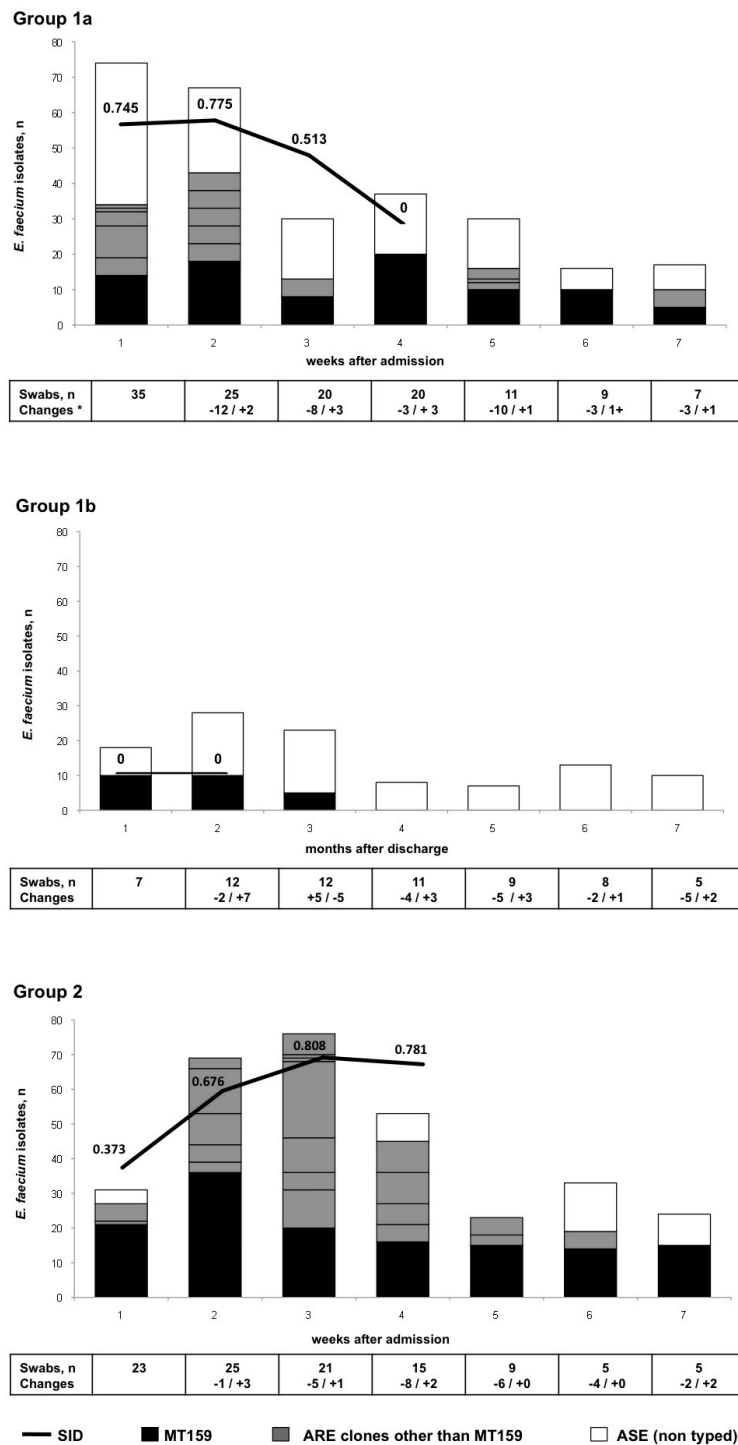 Group 1a
80
70
60
50
40
30
20
10
0
E. faecium isolates, n
0.745
0.775
0.513
0
1 2 3 4 5 6 7
weeks after admission
Swabs, n 35 25 20 20 11 9 7
Changes * -12 / +2 -8 / +3 -3 / + 3 -10 / +1 -3 / 1+ -3 / +1
Group 1b
80
70
60
50
40
30
20
10
0
E. faecium isolates, n
0
0
1 2 3 4 5 6 7
months after discharge
Swabs, n 7 12 12 11 9 8 5
Changes -2 / +7 +5 / -5 -4 / +3 -5 / +3 -2 / +1 -5 / +2
Group 2
80
70
60
50
40
30
20
10
0
E. faecium isolates, n
0.373
0.676
0.808
0.781
1 2 3 4 5 6 7
weeks after admission
Swabs, n 23 25 21 15 9 5 5
Changes -1 / +3 -5 / +1 -8 / +2 -6 / +0 -4 / +0 -2 / +2
SID MT159 ARE clones other than MT159 ASE (non typed)